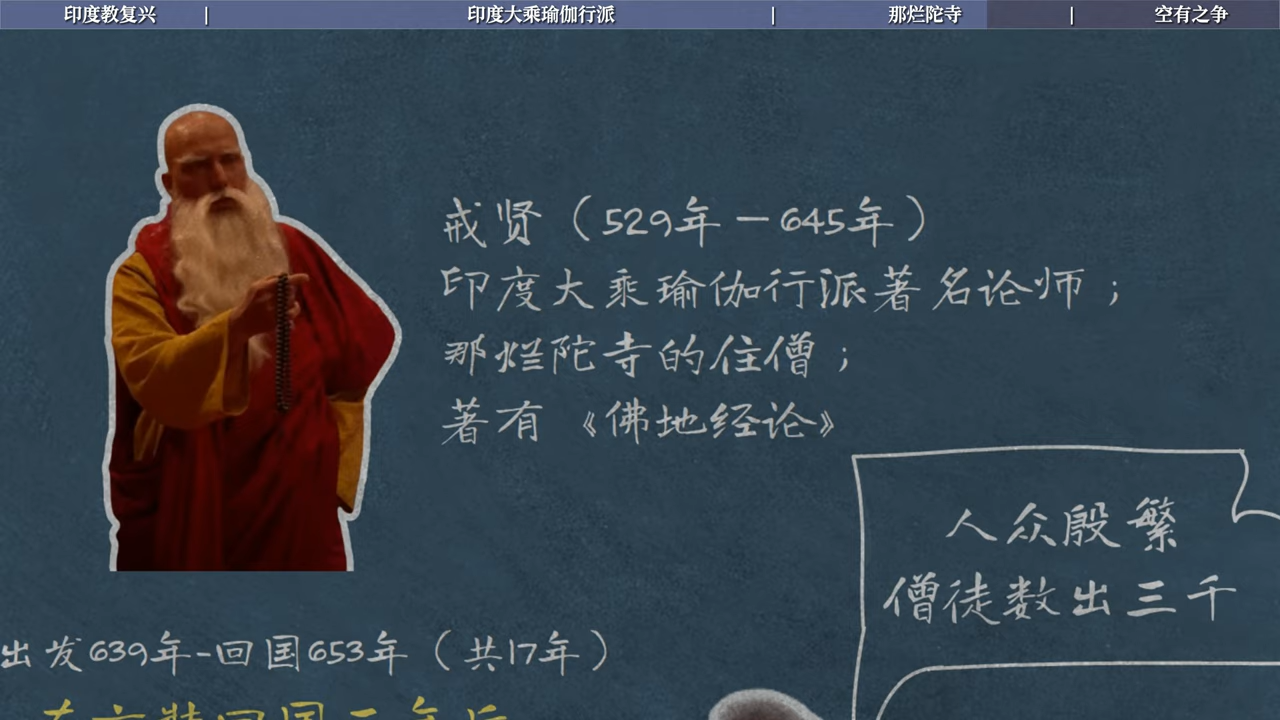 印度教复兴 | 印度大乘瑜伽行派 | 那烂陀寺 | 空有之争
戒贤（529年－645年）
印度大乘瑜伽行派著名论师；
那烂陀寺的住僧；
著有《佛地经论》
人众殷繁
僧徒数出三千
出发639年-回国653年（共17年）